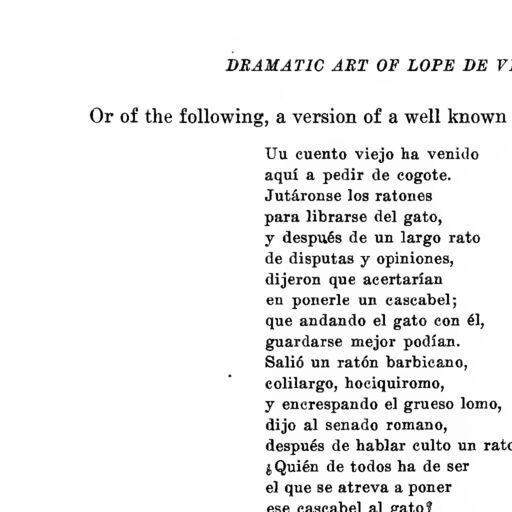 DRAMATIC ART OF LOPE DE
Or of the following, a version of a well known
Uu cuento viejo ha venido
aquí a pedir de cogote.
Jutáronse los ratones
para librarse del gato,
y después de un largo rato
de disputas y opiniones,
dijeron que acertarían
en ponerle un cascabel;
que andando el gato con él,
guardarse mejor podían.
Salió un ratón barbicano,
colilargo, hociquiromo,
y encrespando el grueso lomo,
dijo al senado romano,
después de hablar culto un
¿Quién de todos ha de ser
el que se atreva a poner
ese cascabel al gato?